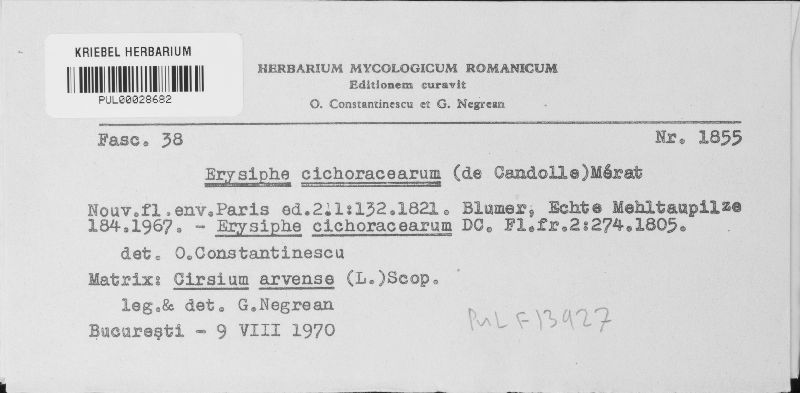 KRIEBEL HERBARIUM
PUL00028682
HERBARIUM MYCOLOGICUM ROMANICUM
Editionem curavit
O. Constantinescu et G. Negrean
Fasc. 38 Nr. 1855
Erysiphe cichoracearum (de Candolle)Mérat
Nouv.fl.env.Paris ed.2.1:132.1821. Blumer, Echte Mehltaupilze
184.1967. - Erysiphe cichoracearum DC. Fl.fr.2:274.1805.
det. O.Constantinescu
Matrix: Cirsium arvense (L.)Scop.
leg.& det. G.Negrean
Bucureşti - 9 VIII 1970
PUL F13927